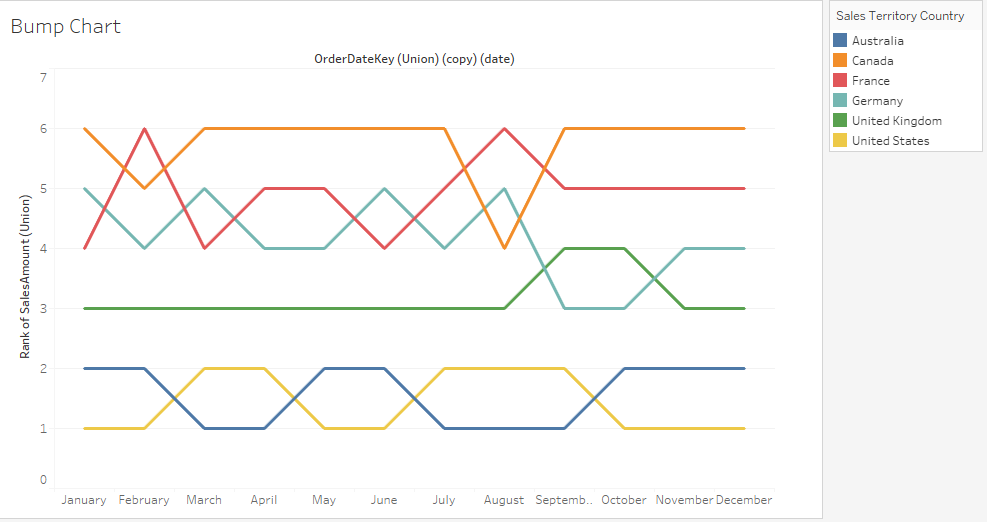 Bump Chart
OrderDateKey (Union) (copy) (date)
Rank of SalesAmount (Union)
7
6
5
4
3
2
1
0
January February March April May June July August Septemb.. October November December
Sales Territory Country
Australia
Canada
France
Germany
United Kingdom
United States